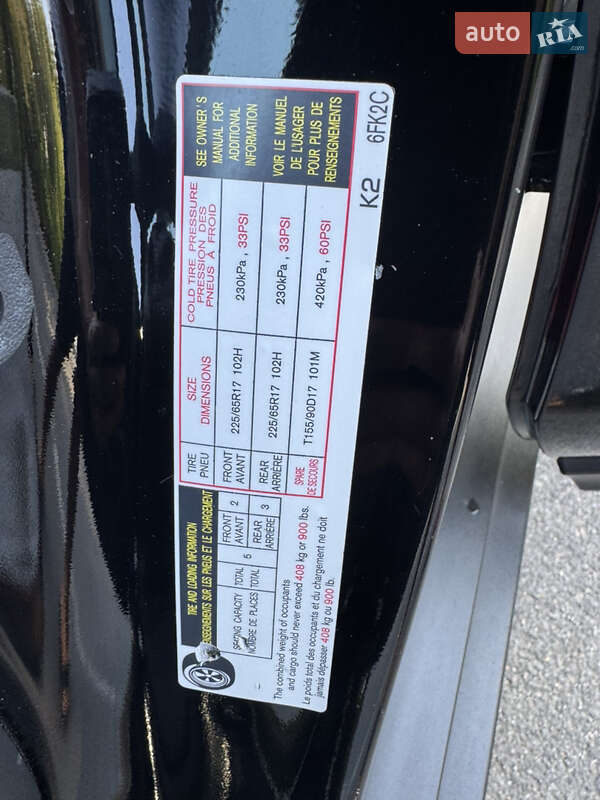 auto RIA.com
TIRE AND LOADING INFORMATION
RENSEIGNEMENTS SUR LES PNEUS ET LE CHARGEMENT
SEATING CAPACITY
NOMBRE DE PLACES
TOTAL 5
TOTAL
FRONT 2
AVANT
REAR 3
ARRIÈRE
The combined weight of occupants
and cargo should never exceed 408 kg or 900 lbs.
Le poids total des occupants et du chargement ne doit
jamais dépasser 408 kg ou 900 lb.
TIRE SIZE COLD TIRE PRESSURE
PNEU DIMENSIONS PRESSION DES
PNEUS À FROID
FRONT 225/65R17 102H 230kPa, 33PSI
AVANT
REAR 225/65R17 102H 230kPa, 33PSI
ARRIÈRE
SPARE T155/90D17 101M 420kPa, 60PSI
DE SECOURS
SEE OWNER'S
MANUAL FOR
ADDITIONAL
INFORMATION
VOIR LE MANUEL
DE L'USAGER
POUR PLUS DE
RENSEIGNEMENTS
K2 6FK2C